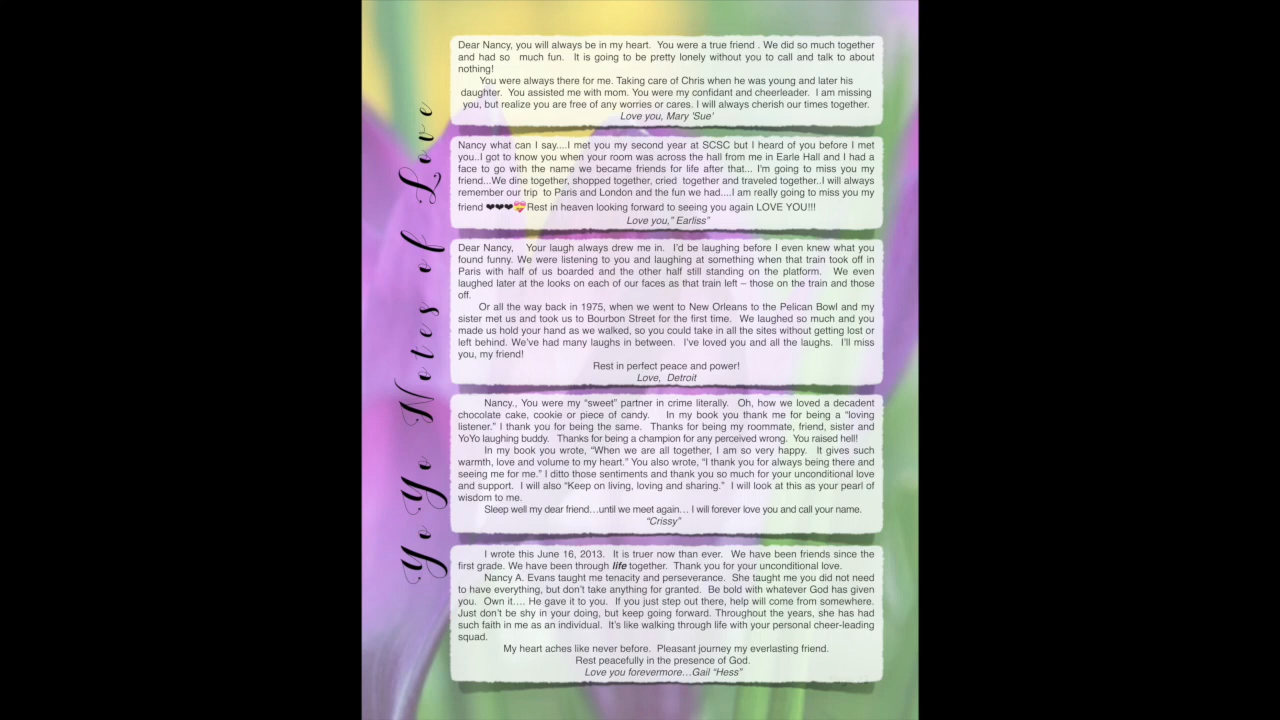 YoYo Notes of Love
Dear Nancy, you will always be in my heart. You were a true friend . We did so much together
and had so much fun. It is going to be pretty lonely without you to call and talk to about
nothing!
You were always there for me. Taking care of Chris when he was young and later his
daughter. You assisted me with mom. You were my confidant and cheerleader. I am missing
you, but realize you are free of any worries or cares. I will always cherish our times together.
Love you, Mary 'Sue'
Nancy what can I say....I met you my second year at SCSC but I heard of you before I met
you..I got to know you when your room was across the hall from me in Earle Hall and I had a
face to go with the name we became friends for life after that... I'm going to miss you my
friend...We dine together, shopped together, cried together and traveled together..I will always
remember our trip to Paris and London and the fun we had....I am really going to miss you my
friend ❤❤❤💝Rest in heaven looking forward to seeing you again LOVE YOU!!!
Love you," Earliss”
Dear Nancy, Your laugh always drew me in. I'd be laughing before I even knew what you
found funny. We were listening to you and laughing at something when that train took off in
Paris with half of us boarded and the other half still standing on the platform. We even
laughed later at the looks on each of our faces as that train left – those on the train and those
off.
Or all the way back in 1975, when we went to New Orleans to the Pelican Bowl and my
sister met us and took us to Bourbon Street for the first time. We laughed so much and you
made us hold your hand as we walked, so you could take in all the sites without getting lost or
left behind. We've had many laughs in between. I've loved you and all the laughs. I'll miss
you, my friend!
Rest in perfect peace and power!
Love, Detroit
Nancy., You were my “sweet” partner in crime literally. Oh, how we loved a decadent
chocolate cake, cookie or piece of candy. In my book you thank me for being a “loving
listener.” I thank you for being the same. Thanks for being my roommate, friend, sister and
YoYo laughing buddy. Thanks for being a champion for any perceived wrong. You raised hell!
In my book you wrote, “When we are all together, I am so very happy. It gives such
warmth, love and volume to my heart.” You also wrote, “I thank you for always being there and
seeing me for me.” I ditto those sentiments and thank you so much for your unconditional love
and support. I will also “Keep on living, loving and sharing.” I will look at this as your pearl of
wisdom to me.
Sleep well my dear friend…until we meet again… I will forever love you and call your name.
“Crissy”
I wrote this June 16, 2013. It is truer now than ever. We have been friends since the
first grade. We have been through life together. Thank you for your unconditional love.
Nancy A. Evans taught me tenacity and perseverance. She taught me you did not need
to have everything, but don't take anything for granted. Be bold with whatever God has given
you. Own it…. He gave it to you. If you just step out there, help will come from somewhere.
Just don't be shy in your doing, but keep going forward. Throughout the years, she has had
such faith in me as an individual. It's like walking through life with your personal cheer-leading
squad.
My heart aches like never before. Pleasant journey my everlasting friend.
Rest peacefully in the presence of God.
Love you forevermore…Gail “Hess”